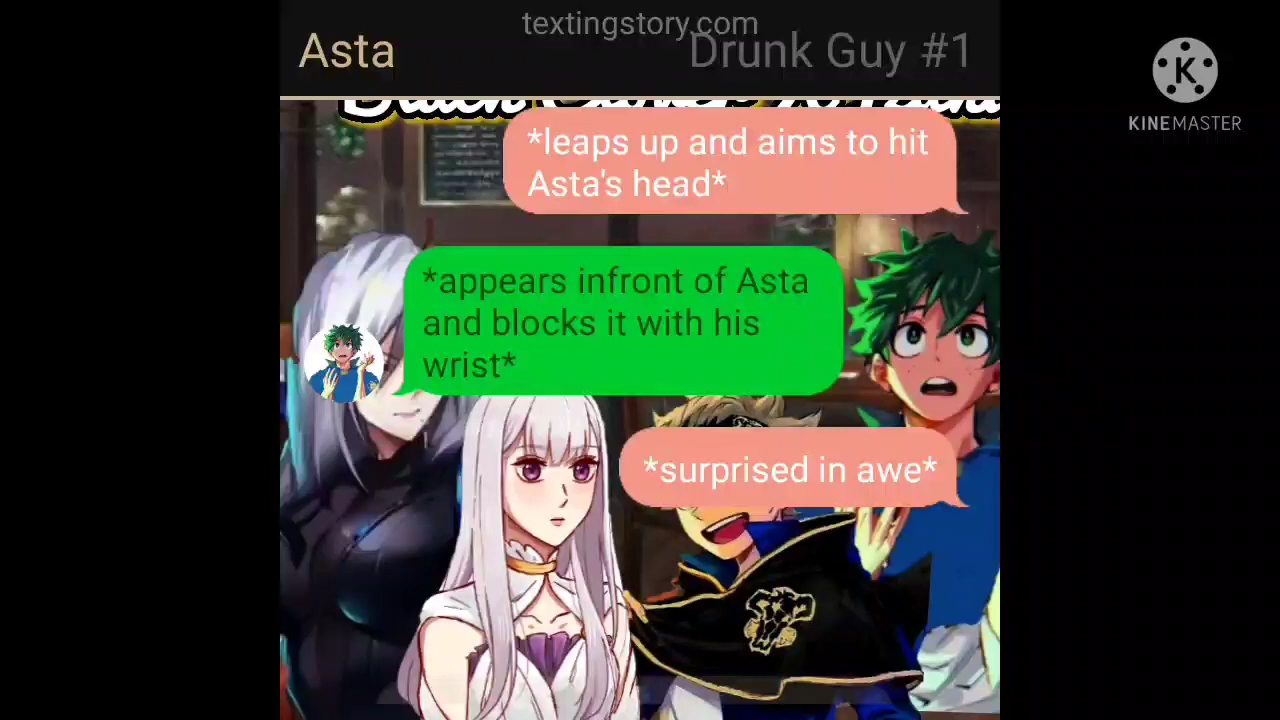 textingstory.com
Asta
Drunk Guy #1
K
KINEMASTER
*leaps up and aims to hit
Asta's head*
*appears infront of Asta
and blocks it with his
wrist*
*surprised in awe*